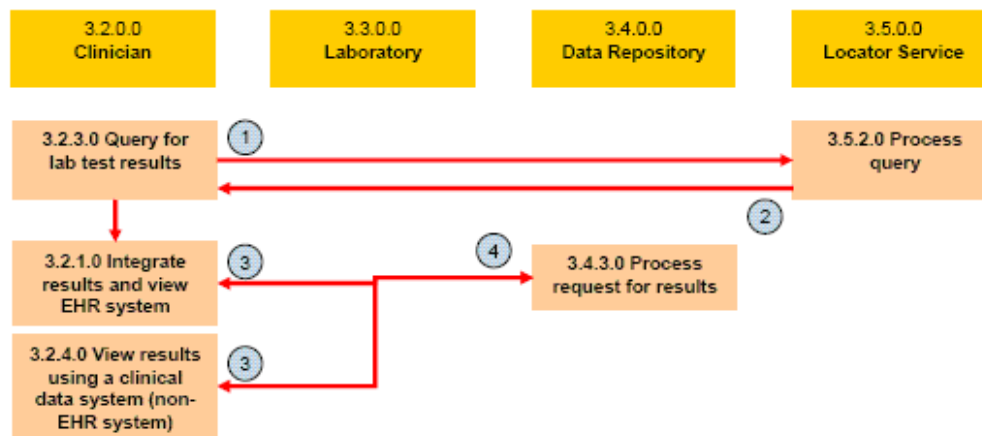 3.2.0.0
Clinician
3.3.0.0
Laboratory
3.4.0.0
Data Repository
3.5.0.0
Locator Service
3.2.3.0 Query for
lab test results
1
3.5.2.0 Process
query
2
3.2.1.0 Integrate
results and view
EHR system
3
4
3.4.3.0 Process
request for results
3.2.4.0 View results
using a clinical
data system (non-
EHR system)
3